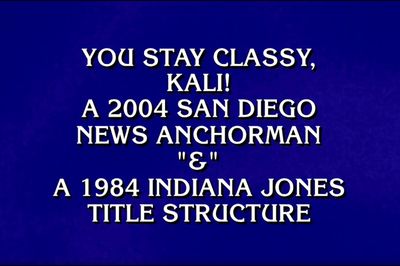 YOU STAY CLASSY,
KALI!
A 2004 SAN DIEGO
NEWS ANCHORMAN
"&"
A 1984 INDIANA JONES
TITLE STRUCTURE